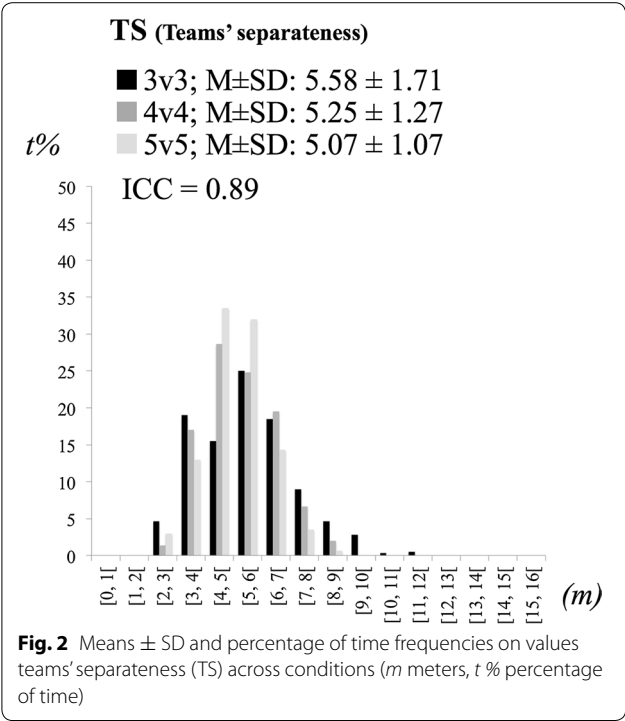 TS (Teams' separateness)
3v3; M±SD: 5.58 ± 1.71
4v4; M±SD: 5.25 ± 1.27
5v5; M±SD: 5.07 ± 1.07
t%
ICC = 0.89
50
45
40
35
30
25
20
15
10
5
0
[0, 1[
[1, 2[
[2, 3[
[3, 4[
[4, 5[
[5, 6[
[6, 7[
[7, 8[
[8, 9[
[9, 10[
[10, 11[
[11, 12[
[12, 13[
[13, 14[
[14, 15[
[15, 16[
(m)
Fig. 2 Means ± SD and percentage of time frequencies on values
teams' separateness (TS) across conditions (m meters, t % percentage
of time)